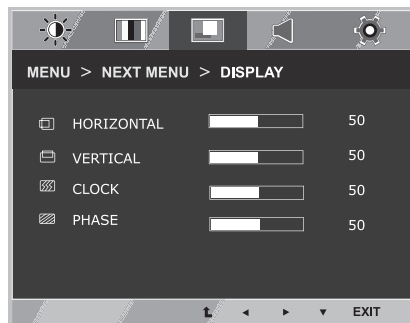 MENU > NEXT MENU > DISPLAY
HORIZONTAL 50
VERTICAL 50
CLOCK 50
PHASE 50
EXIT